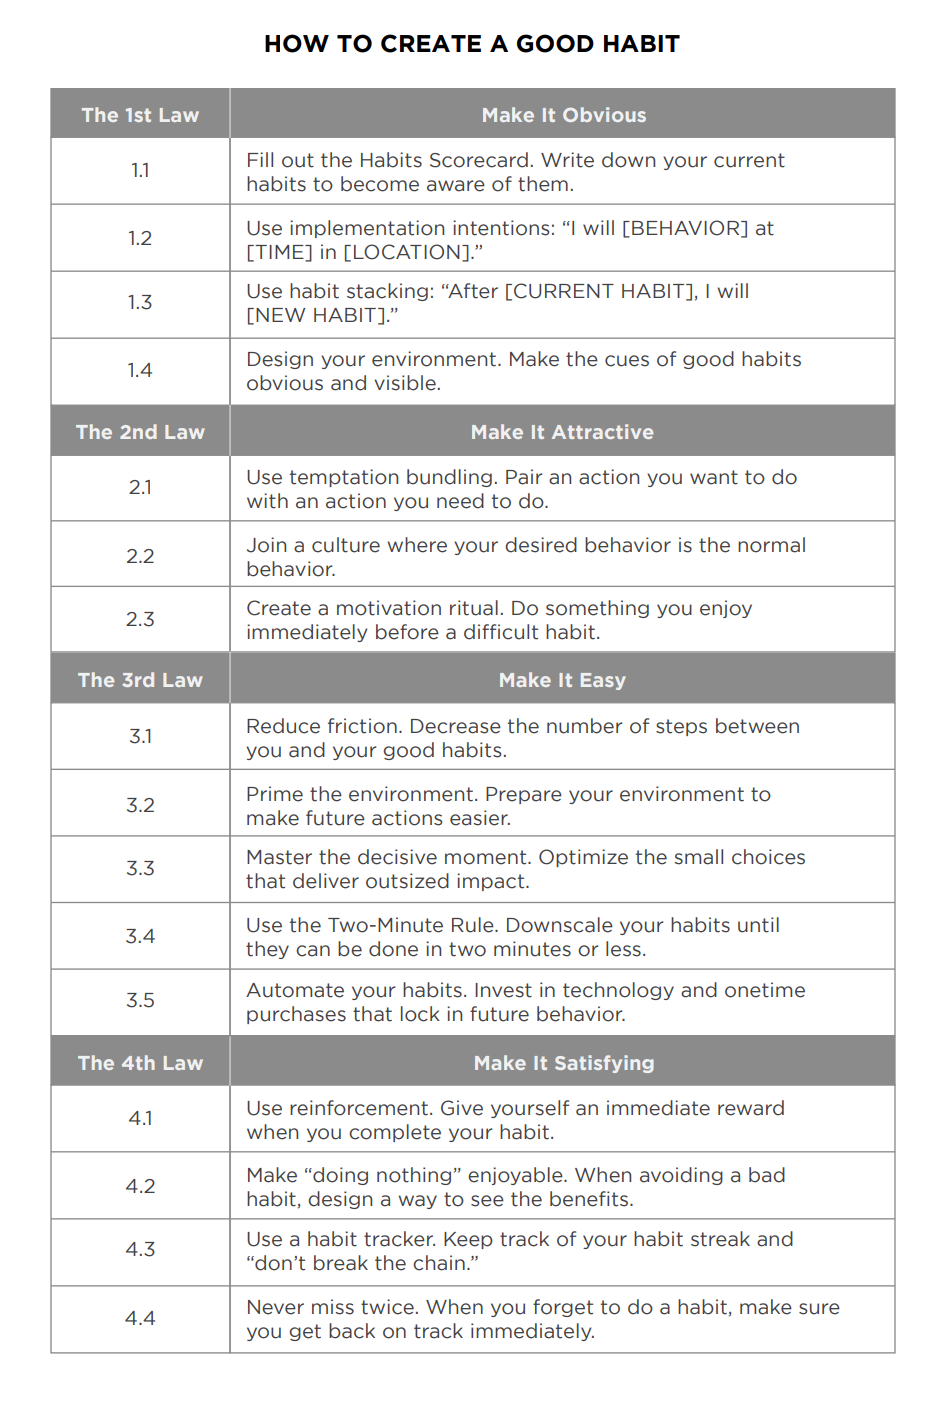 HOW TO CREATE A GOOD HABIT
The 1st Law Make It Obvious
1.1 Fill out the Habits Scorecard. Write down your current
habits to become aware of them.
1.2 Use implementation intentions: “I will [BEHAVIOR] at
[TIME] in [LOCATION].”
1.3 Use habit stacking: “After [CURRENT HABIT], I will
[NEW HABIT].”
1.4 Design your environment. Make the cues of good habits
obvious and visible.
The 2nd Law Make It Attractive
2.1 Use temptation bundling. Pair an action you want to do
with an action you need to do.
2.2 Join a culture where your desired behavior is the normal
behavior.
2.3 Create a motivation ritual. Do something you enjoy
immediately before a difficult habit.
The 3rd Law Make It Easy
3.1 Reduce friction. Decrease the number of steps between
you and your good habits.
3.2 Prime the environment. Prepare your environment to
make future actions easier.
3.3 Master the decisive moment. Optimize the small choices
that deliver outsized impact.
3.4 Use the Two-Minute Rule. Downscale your habits until
they can be done in two minutes or less.
3.5 Automate your habits. Invest in technology and onetime
purchases that lock in future behavior.
The 4th Law Make It Satisfying
4.1 Use reinforcement. Give yourself an immediate reward
when you complete your habit.
4.2 Make “doing nothing” enjoyable. When avoiding a bad
habit, design a way to see the benefits.
4.3 Use a habit tracker. Keep track of your habit streak and
“don’t break the chain.”
4.4 Never miss twice. When you forget to do a habit, make sure
you get back on track immediately.